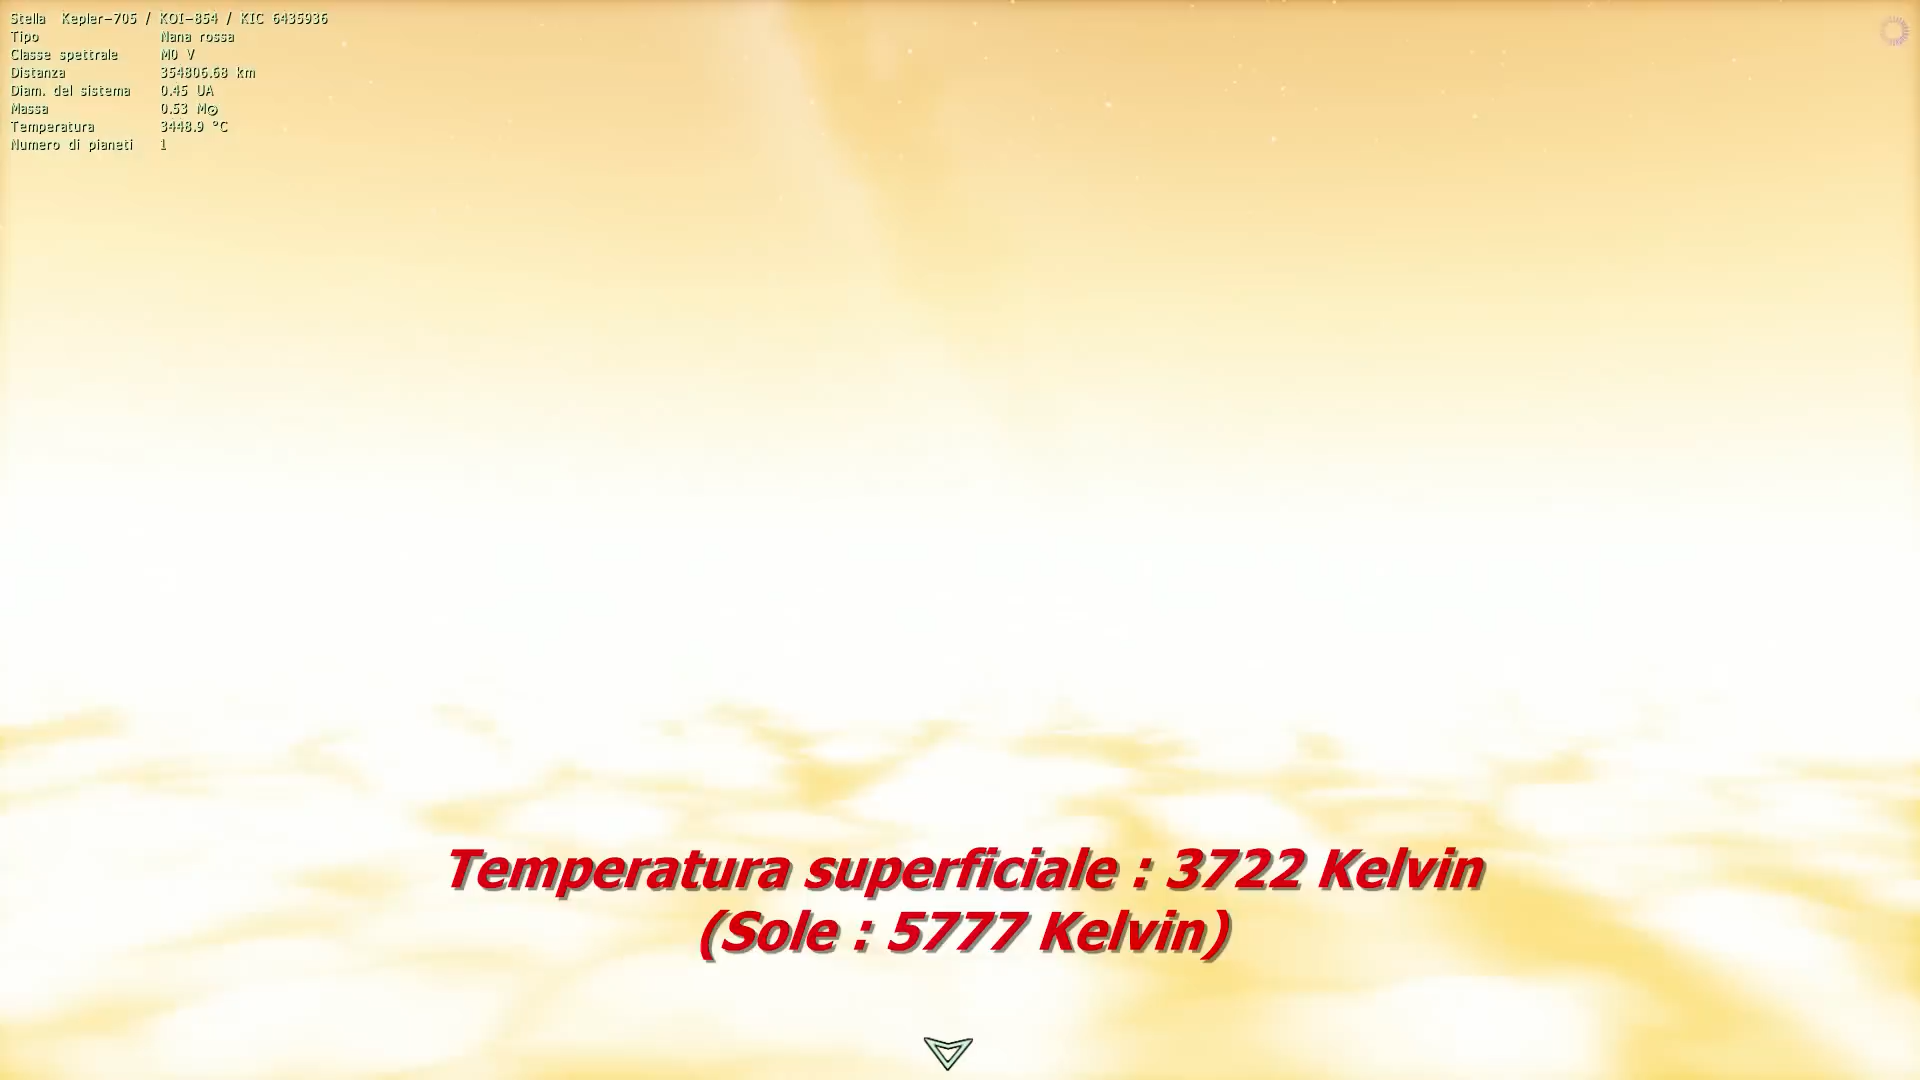 Stella Kepler-705 / KOI-854 / KIC 6435936
Tipo Nana rossa
Classe spettrale M0 V
Distanza 354806.68 km
Diam. del sistema 0.45 UA
Massa 0.53 M☉
Temperatura 3448.9 °C
Numero di pianeti 1
Temperatura superficiale : 3722 Kelvin
(Sole : 5777 Kelvin)